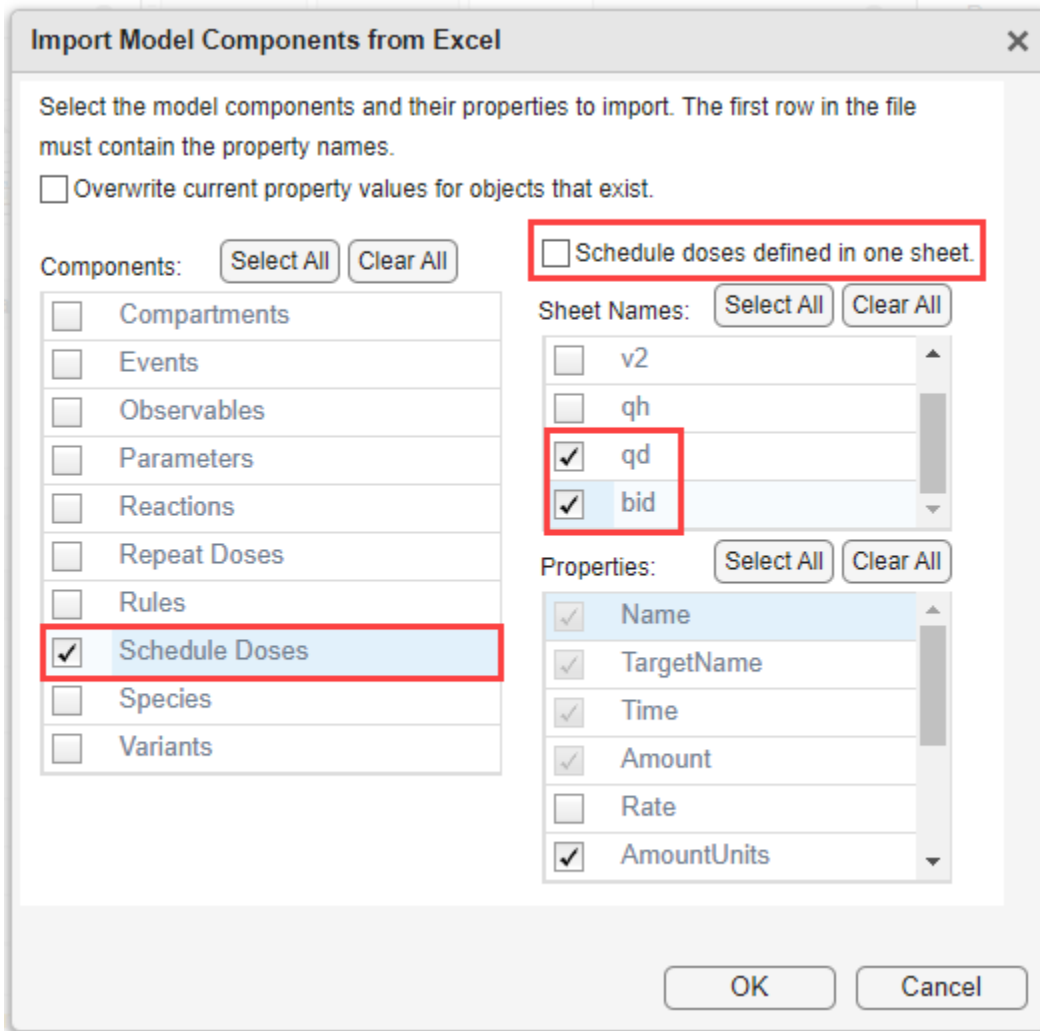 Import Model Components from Excel
Select the model components and their properties to import. The first row in the file
must contain the property names.
Overwrite current property values for objects that exist.
Components:
Select All
Clear All
Compartments
Events
Observables
Parameters
Reactions
Repeat Doses
Rules
Schedule Doses
Species
Variants
Schedule doses defined in one sheet.
Sheet Names:
Select All
Clear All
v2
qh
qd
bid
Properties:
Select All
Clear All
Name
TargetName
Time
Amount
Rate
AmountUnits
OK
Cancel